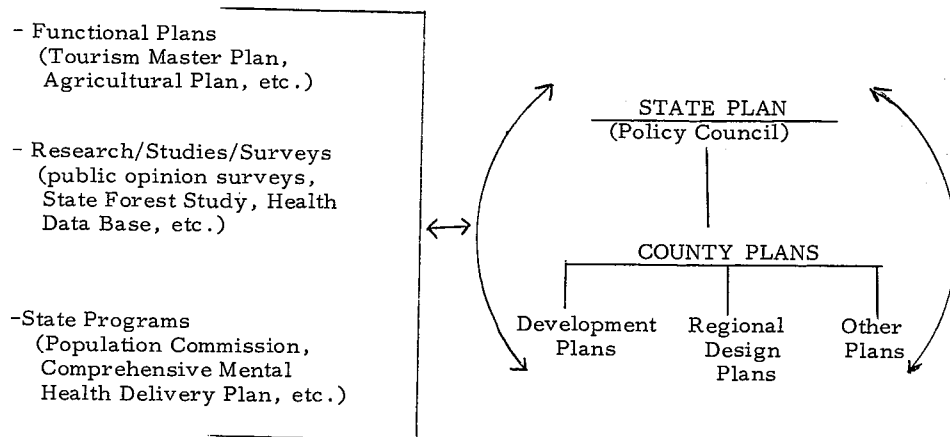 - Functional Plans
(Tourism Master Plan,
Agricultural Plan, etc.)
- Research/Studies/Surveys
(public opinion surveys,
State Forest Study, Health
Data Base, etc.)
-State Programs
(Population Commission,
Comprehensive Mental
Health Delivery Plan, etc.)
STATE PLAN
(Policy Council)
COUNTY PLANS
Development
Plans
Regional
Design
Plans
Other
Plans